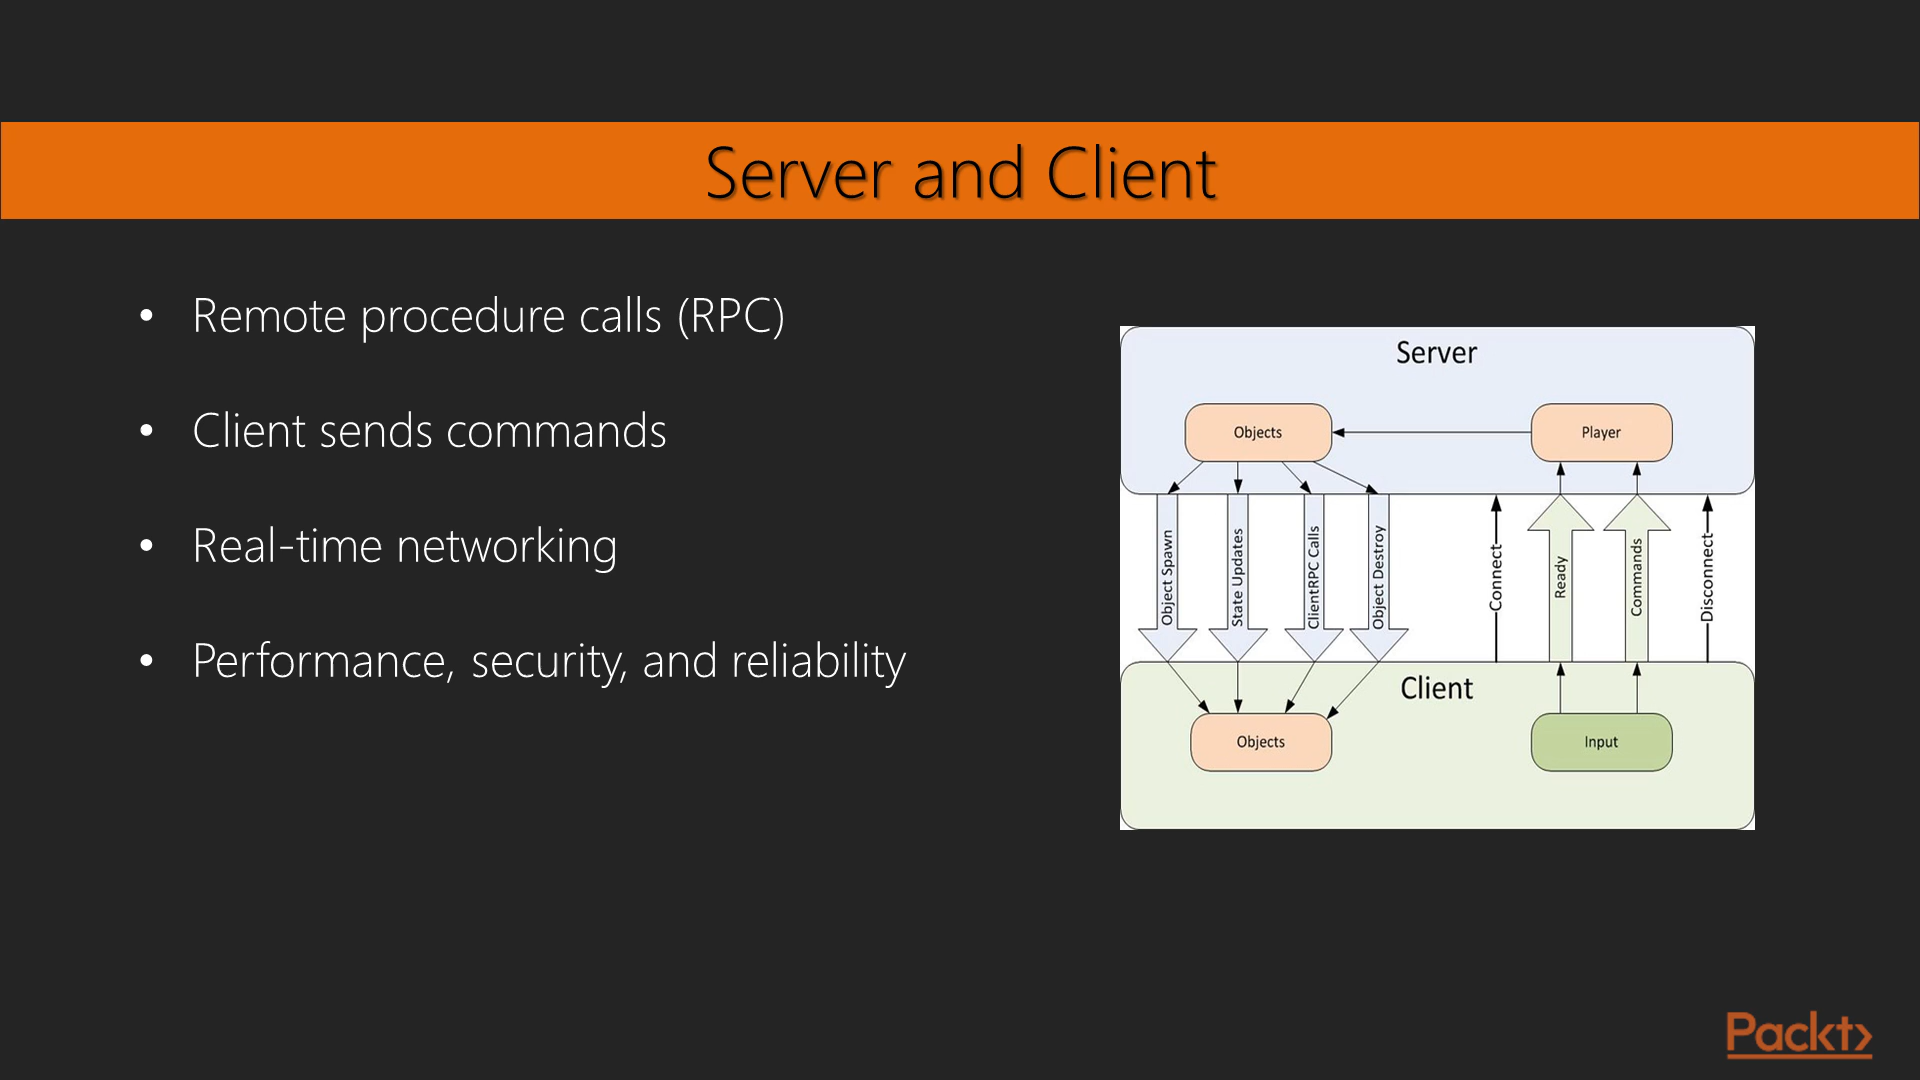 Server and Client
• Remote procedure calls (RPC)
• Client sends commands
• Real-time networking
• Performance, security, and reliability
Server
Objects
Player
Object Spawn
State Updates
ClientRPC Calls
Object Destroy
Connect
Ready
Commands
Disconnect
Client
Objects
Input
Packt